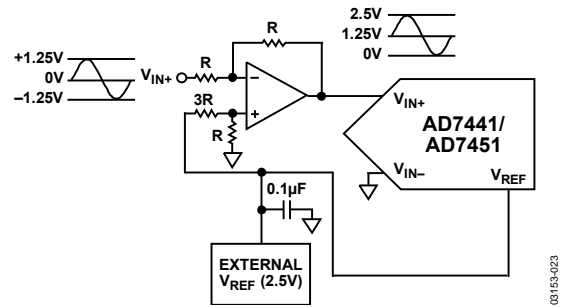 +1.25V
0V
–1.25V
VIN+
R
R
3R
R
2.5V
1.25V
0V
VIN+
AD7441/
AD7451
VIN–
VREF
0.1µF
EXTERNAL
VREF (2.5V)
03153-023